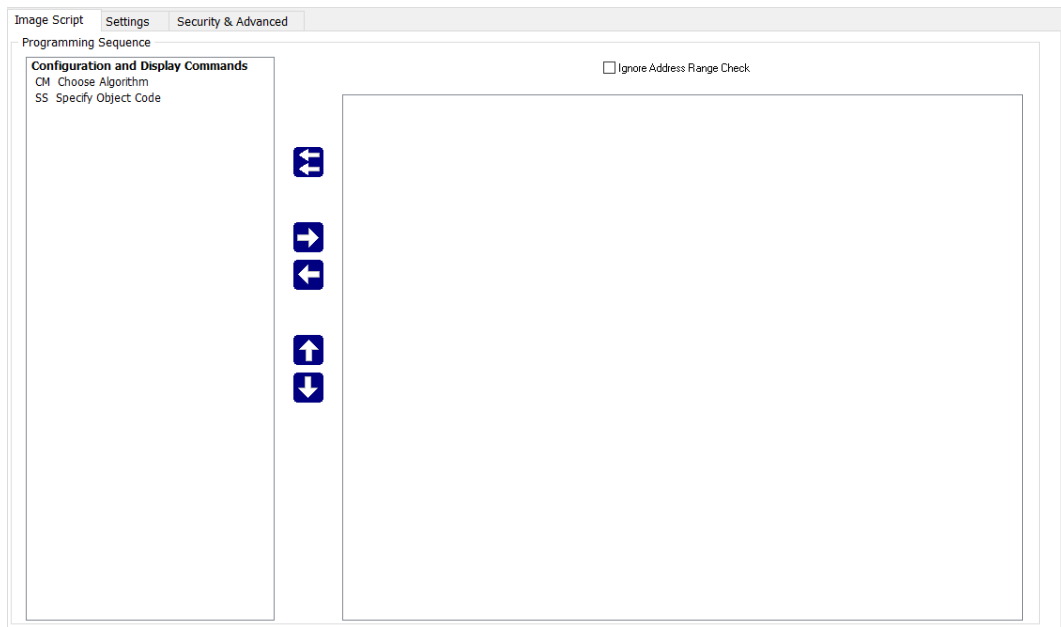 Image Script
Settings
Security & Advanced
Programming Sequence
Configuration and Display Commands
CM Choose Algorithm
SS Specify Object Code
Ignore Address Range Check